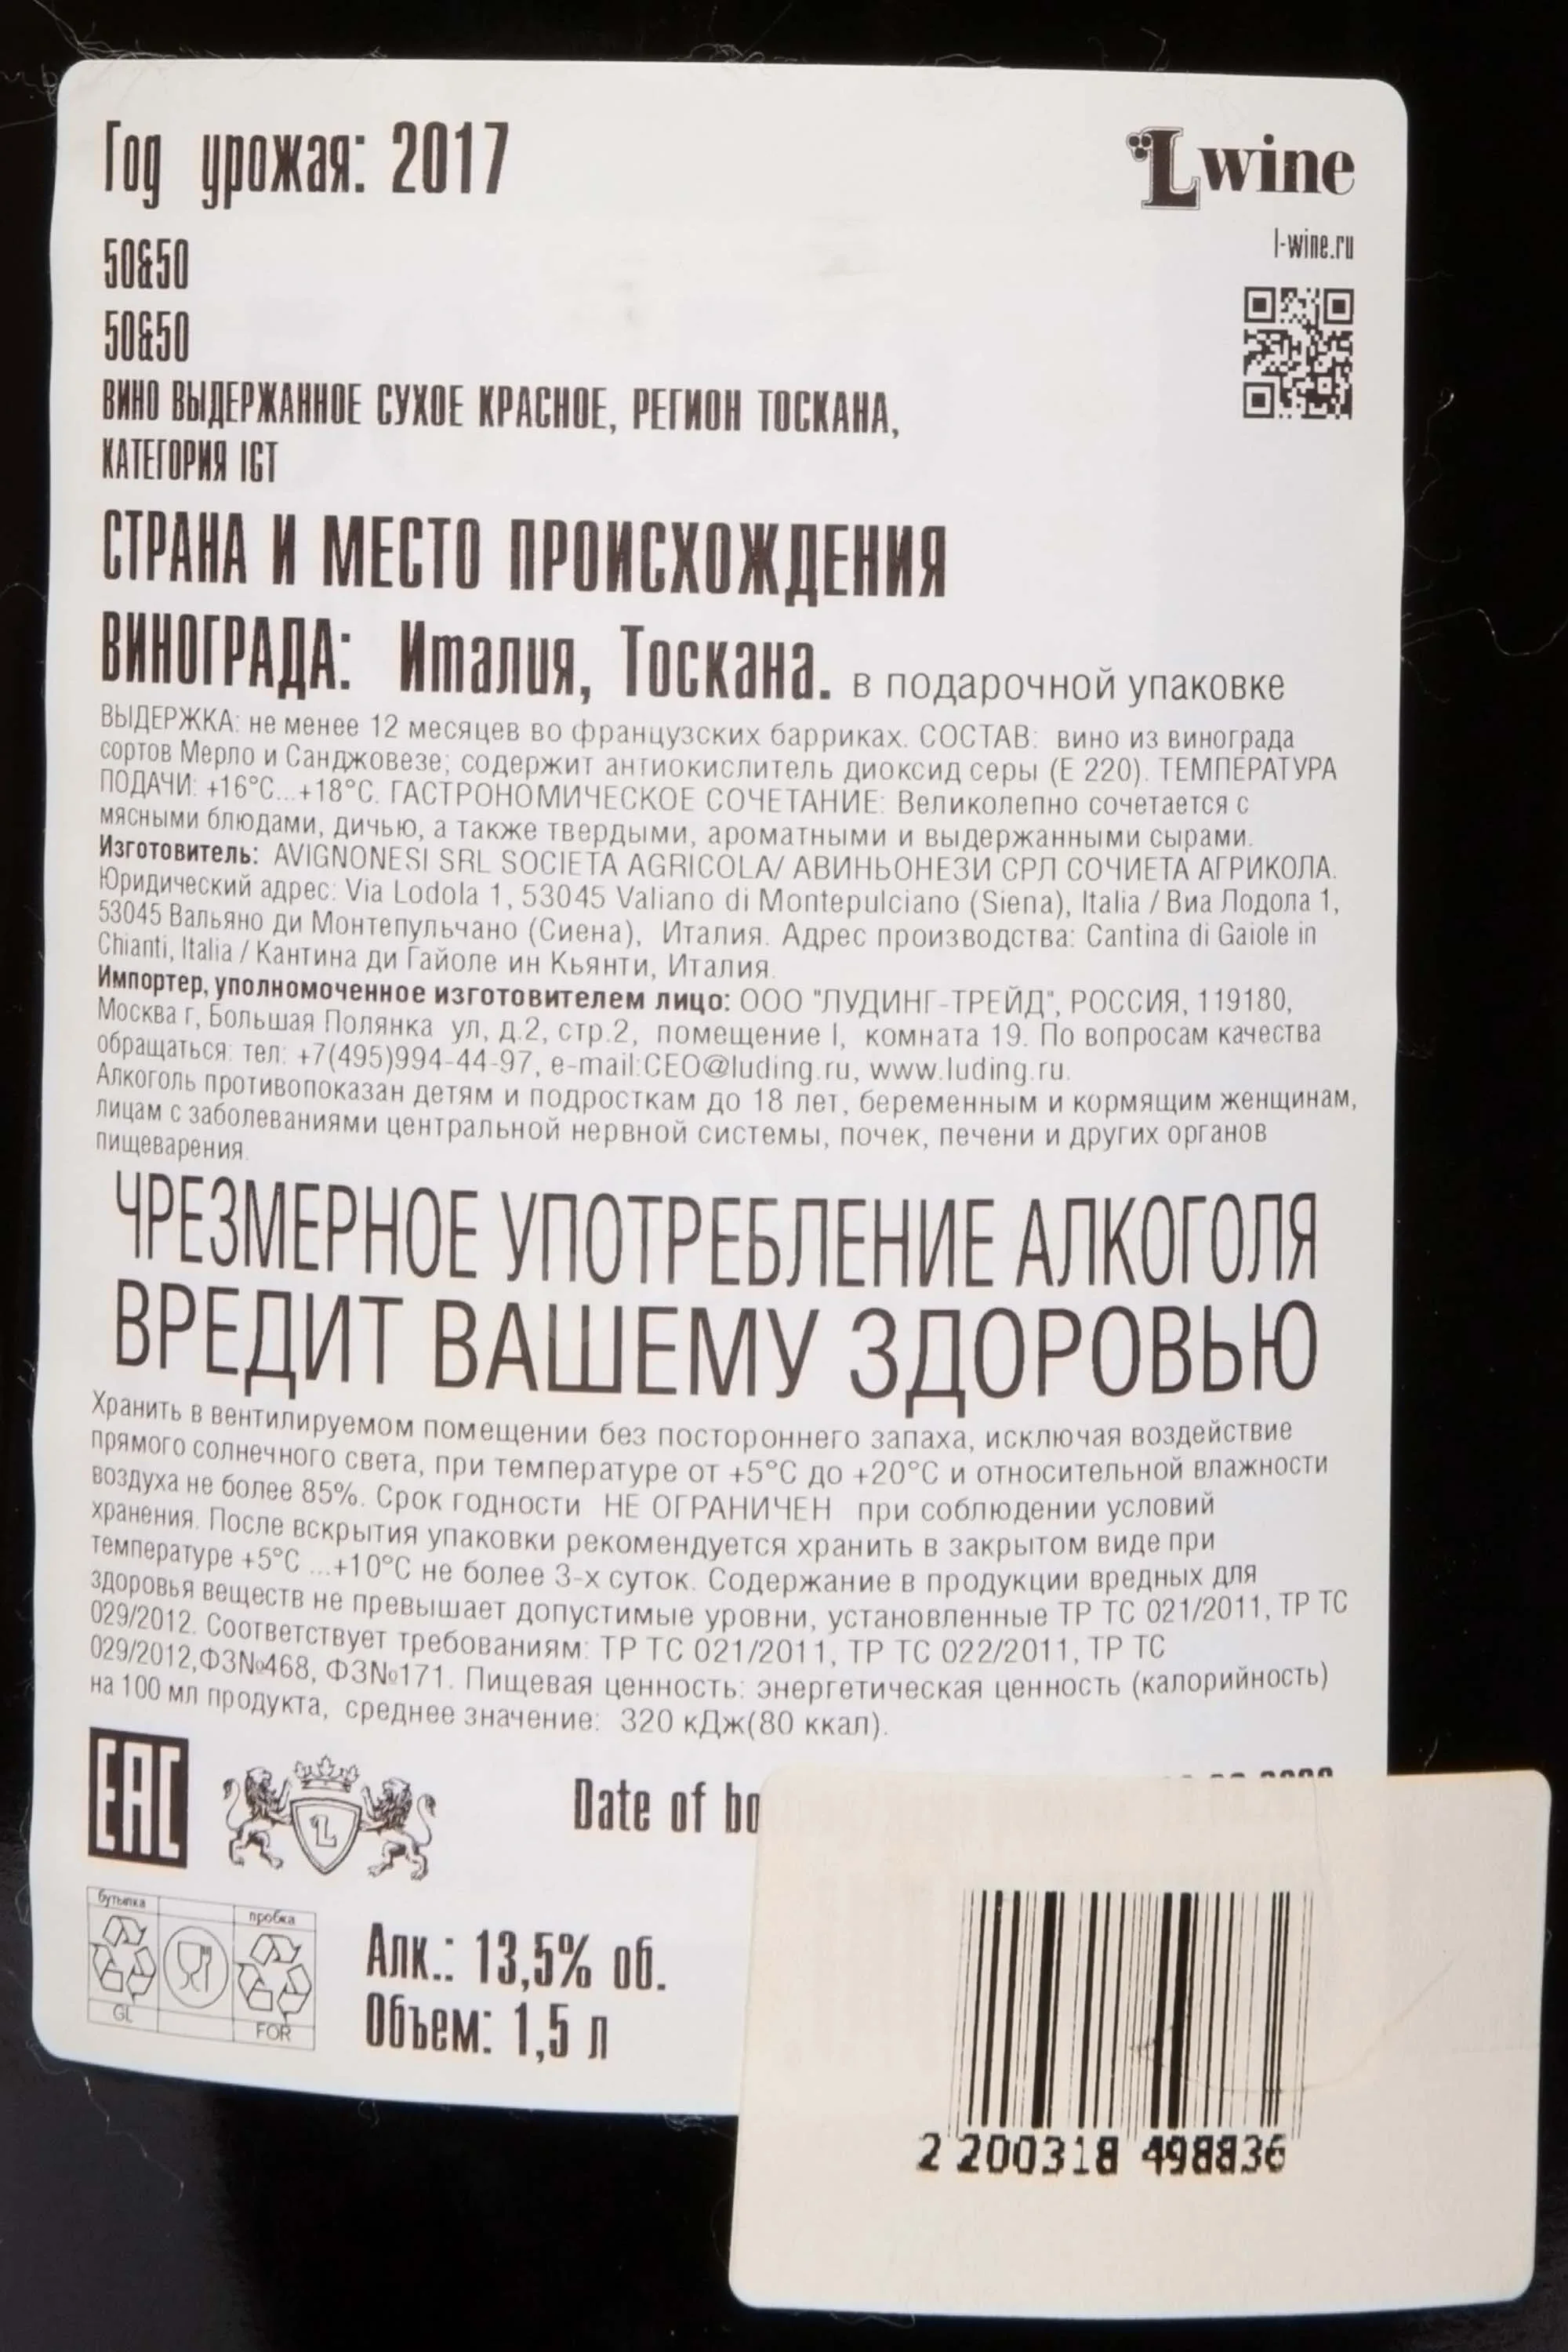 Год урожая: 2017
L wine
l-wine.ru
50&50
50&50
ВИНО ВЫДЕРЖАННОЕ СУХОЕ КРАСНОЕ, РЕГИОН ТОСКАНА,
КАТЕГОРИЯ IGT
СТРАНА И МЕСТО ПРОИСХОЖДЕНИЯ
ВИНОГРАДА: Италия, Тоскана. в подарочной упаковке
ВЫДЕРЖКА: не менее 12 месяцев во французских барриках. СОСТАВ: вино из винограда
сортов Мерло и Санджовезе; содержит антиокислитель диоксид серы (Е 220). ТЕМПЕРАТУРА
ПОДАЧИ: +16°C...+18°C. ГАСТРОНОМИЧЕСКОЕ СОЧЕТАНИЕ: Великолепно сочетается с
мясными блюдами, дичью, а также твердыми, ароматными и выдержанными сырами.
Изготовитель: AVIGNONESI SRL SOCIETA AGRICOLA/ АВИНЬОНЕЗИ СРЛ СОЧИЕТА АГРИКОЛА.
Юридический адрес: Via Lodola 1, 53045 Valiano di Montepulciano (Siena), Italia / Виа Лодола 1,
53045 Вальяно ди Монтепульчано (Сиена), Италия. Адрес производства: Cantina di Gaiole in
Chianti, Italia / Кантина ди Гайоле ин Кьянти, Италия.
Импортер, уполномоченное изготовителем лицо: ООО "ЛУДИНГ-ТРЕЙД", РОССИЯ, 119180,
Москва г, Большая Полянка ул, д.2, стр.2, помещение I, комната 19. По вопросам качества
обращаться: тел: +7(495)994-44-97, e-mail:CEO@luding.ru, www.luding.ru.
Алкоголь противопоказан детям и подросткам до 18 лет, беременным и кормящим женщинам,
лицам с заболеваниями центральной нервной системы, почек, печени и других органов
пищеварения.
ЧРЕЗМЕРНОЕ УПОТРЕБЛЕНИЕ АЛКОГОЛЯ
ВРЕДИТ ВАШЕМУ ЗДОРОВЬЮ
Хранить в вентилируемом помещении без постороннего запаха, исключая воздействие
прямого солнечного света, при температуре от +5°C до +20°C и относительной влажности
воздуха не более 85%. Срок годности НЕ ОГРАНИЧЕН при соблюдении условий
хранения. После вскрытия упаковки рекомендуется хранить в закрытом виде при
температуре +5°C ...+10°C не более 3-х суток. Содержание в продукции вредных для
здоровья веществ не превышает допустимые уровни, установленные ТР ТС 021/2011, ТР ТС
029/2012. Соответствует требованиям: ТР ТС 021/2011, ТР ТС 022/2011, ТР ТС
029/2012,ФЗ№468, ФЗ№171. Пищевая ценность: энергетическая ценность (калорийность)
на 100 мл продукта, среднее значение: 320 кДж(80 ккал).
EAC
L
Date of bo
бутылка
пробка
GL
FOR
Алк.: 13,5% об.
Объем: 1,5 л
2 200318 498836